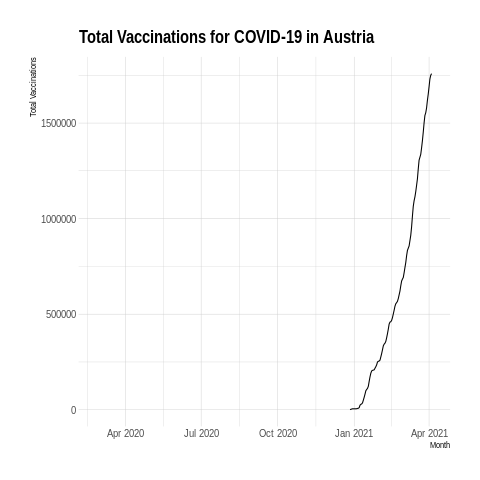 Total Vaccinations for COVID-19 in Austria
Total Vaccinations
1500000
1000000
500000
0
Apr 2020 Jul 2020 Oct 2020 Jan 2021 Apr 2021
Month